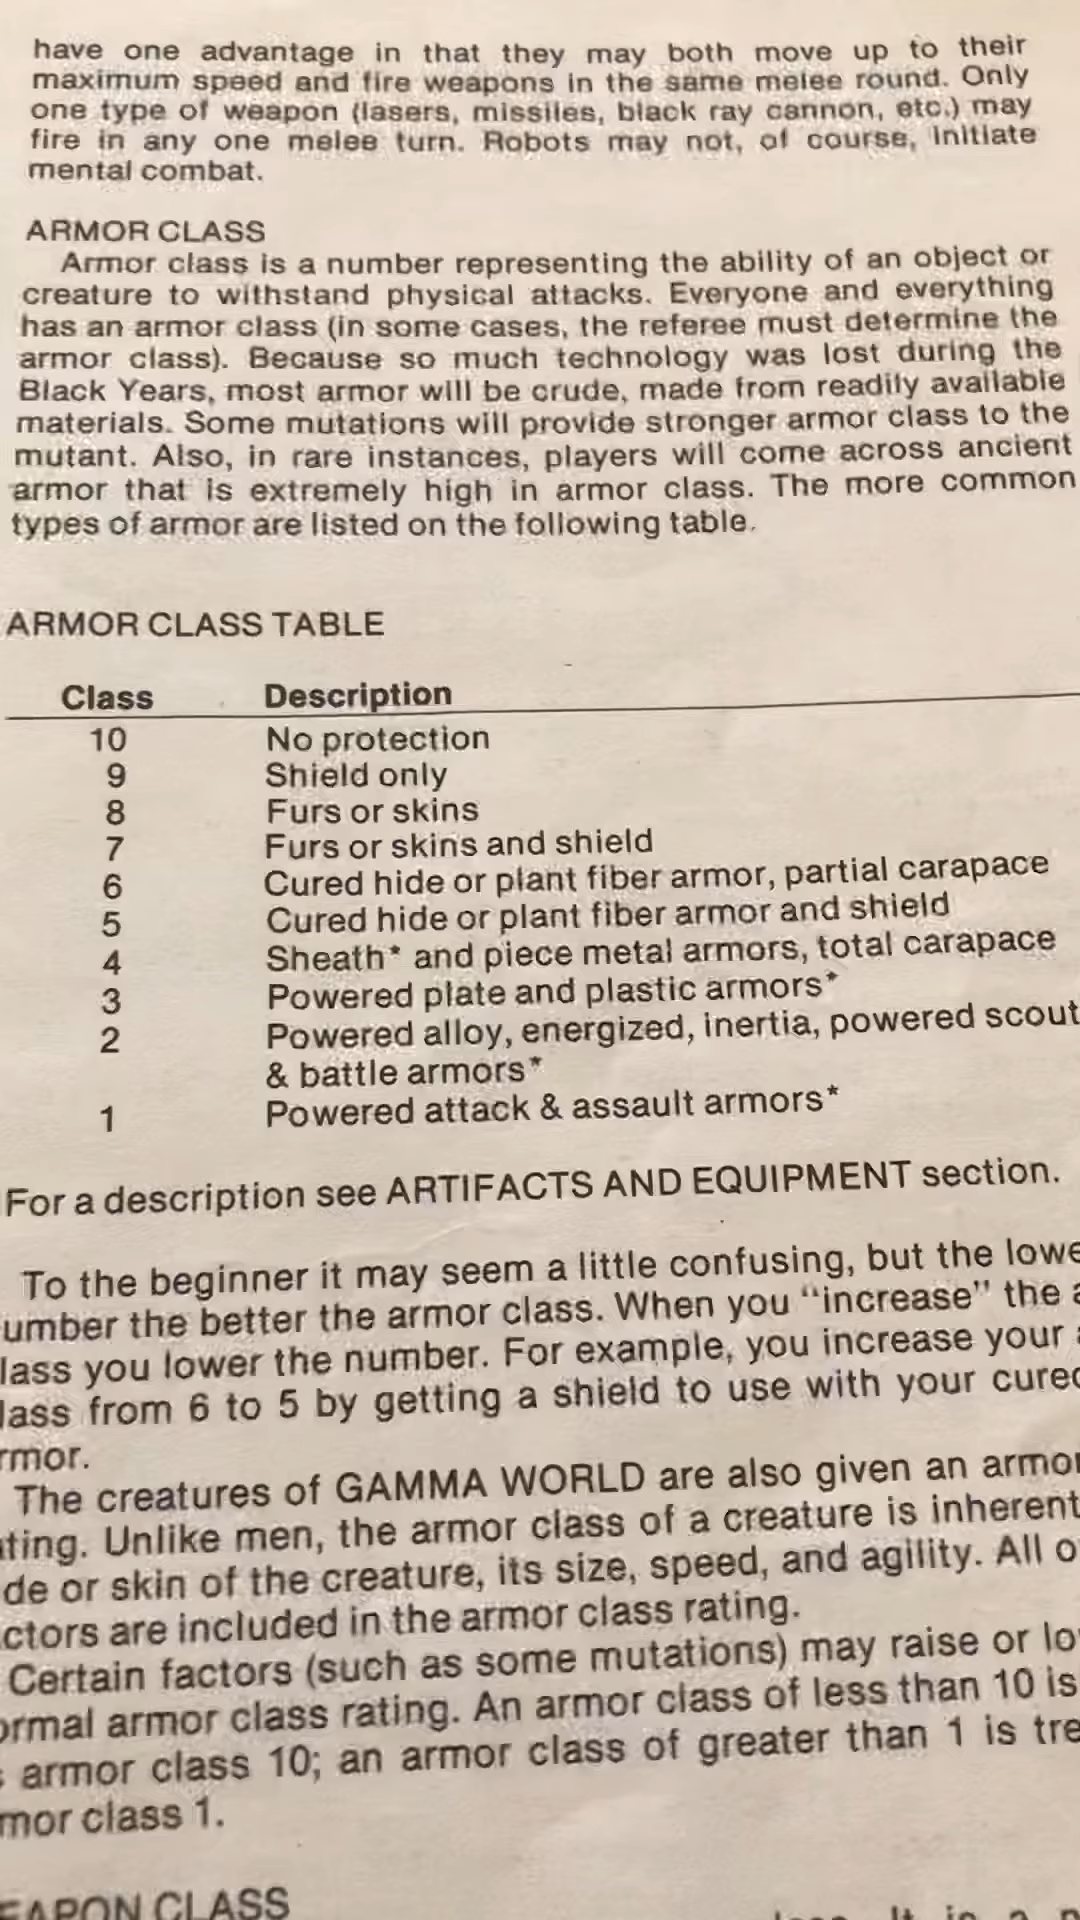 have one advantage in that they may both move up to their
maximum speed and fire weapons in the same melee round. Only
one type of weapon (lasers, missiles, black ray cannon, etc.) may
fire in any one melee turn. Robots may not, of course, initiate
mental combat.
ARMOR CLASS
Armor class is a number representing the ability of an object or
creature to withstand physical attacks. Everyone and everything
has an armor class (in some cases, the referee must determine the
armor class). Because so much technology was lost during the
Black Years, most armor will be crude, made from readily available
materials. Some mutations will provide stronger armor class to the
mutant. Also, in rare instances, players will come across ancient
armor that is extremely high in armor class. The more common
types of armor are listed on the following table.
ARMOR CLASS TABLE
Class Description
10 No protection
9 Shield only
8 Furs or skins
7 Furs or skins and shield
6 Cured hide or plant fiber armor, partial carapace
5 Cured hide or plant fiber armor and shield
4 Sheath* and piece metal armors, total carapace
3 Powered plate and plastic armors*
2 Powered alloy, energized, inertia, powered scout
& battle armors*
1 Powered attack & assault armors*
For a description see ARTIFACTS AND EQUIPMENT section.
To the beginner it may seem a little confusing, but the lowe
umber the better the armor class. When you "increase" the a
lass you lower the number. For example, you increase your a
lass from 6 to 5 by getting a shield to use with your cured
rmor.
The creatures of GAMMA WORLD are also given an armor
ting. Unlike men, the armor class of a creature is inherent
de or skin of the creature, its size, speed, and agility. All o
ctors are included in the armor class rating.
Certain factors (such as some mutations) may raise or lo
ormal armor class rating. An armor class of less than 10 is
s armor class 10; an armor class of greater than 1 is tre
mor class 1.
EAPON CLASS
It is a